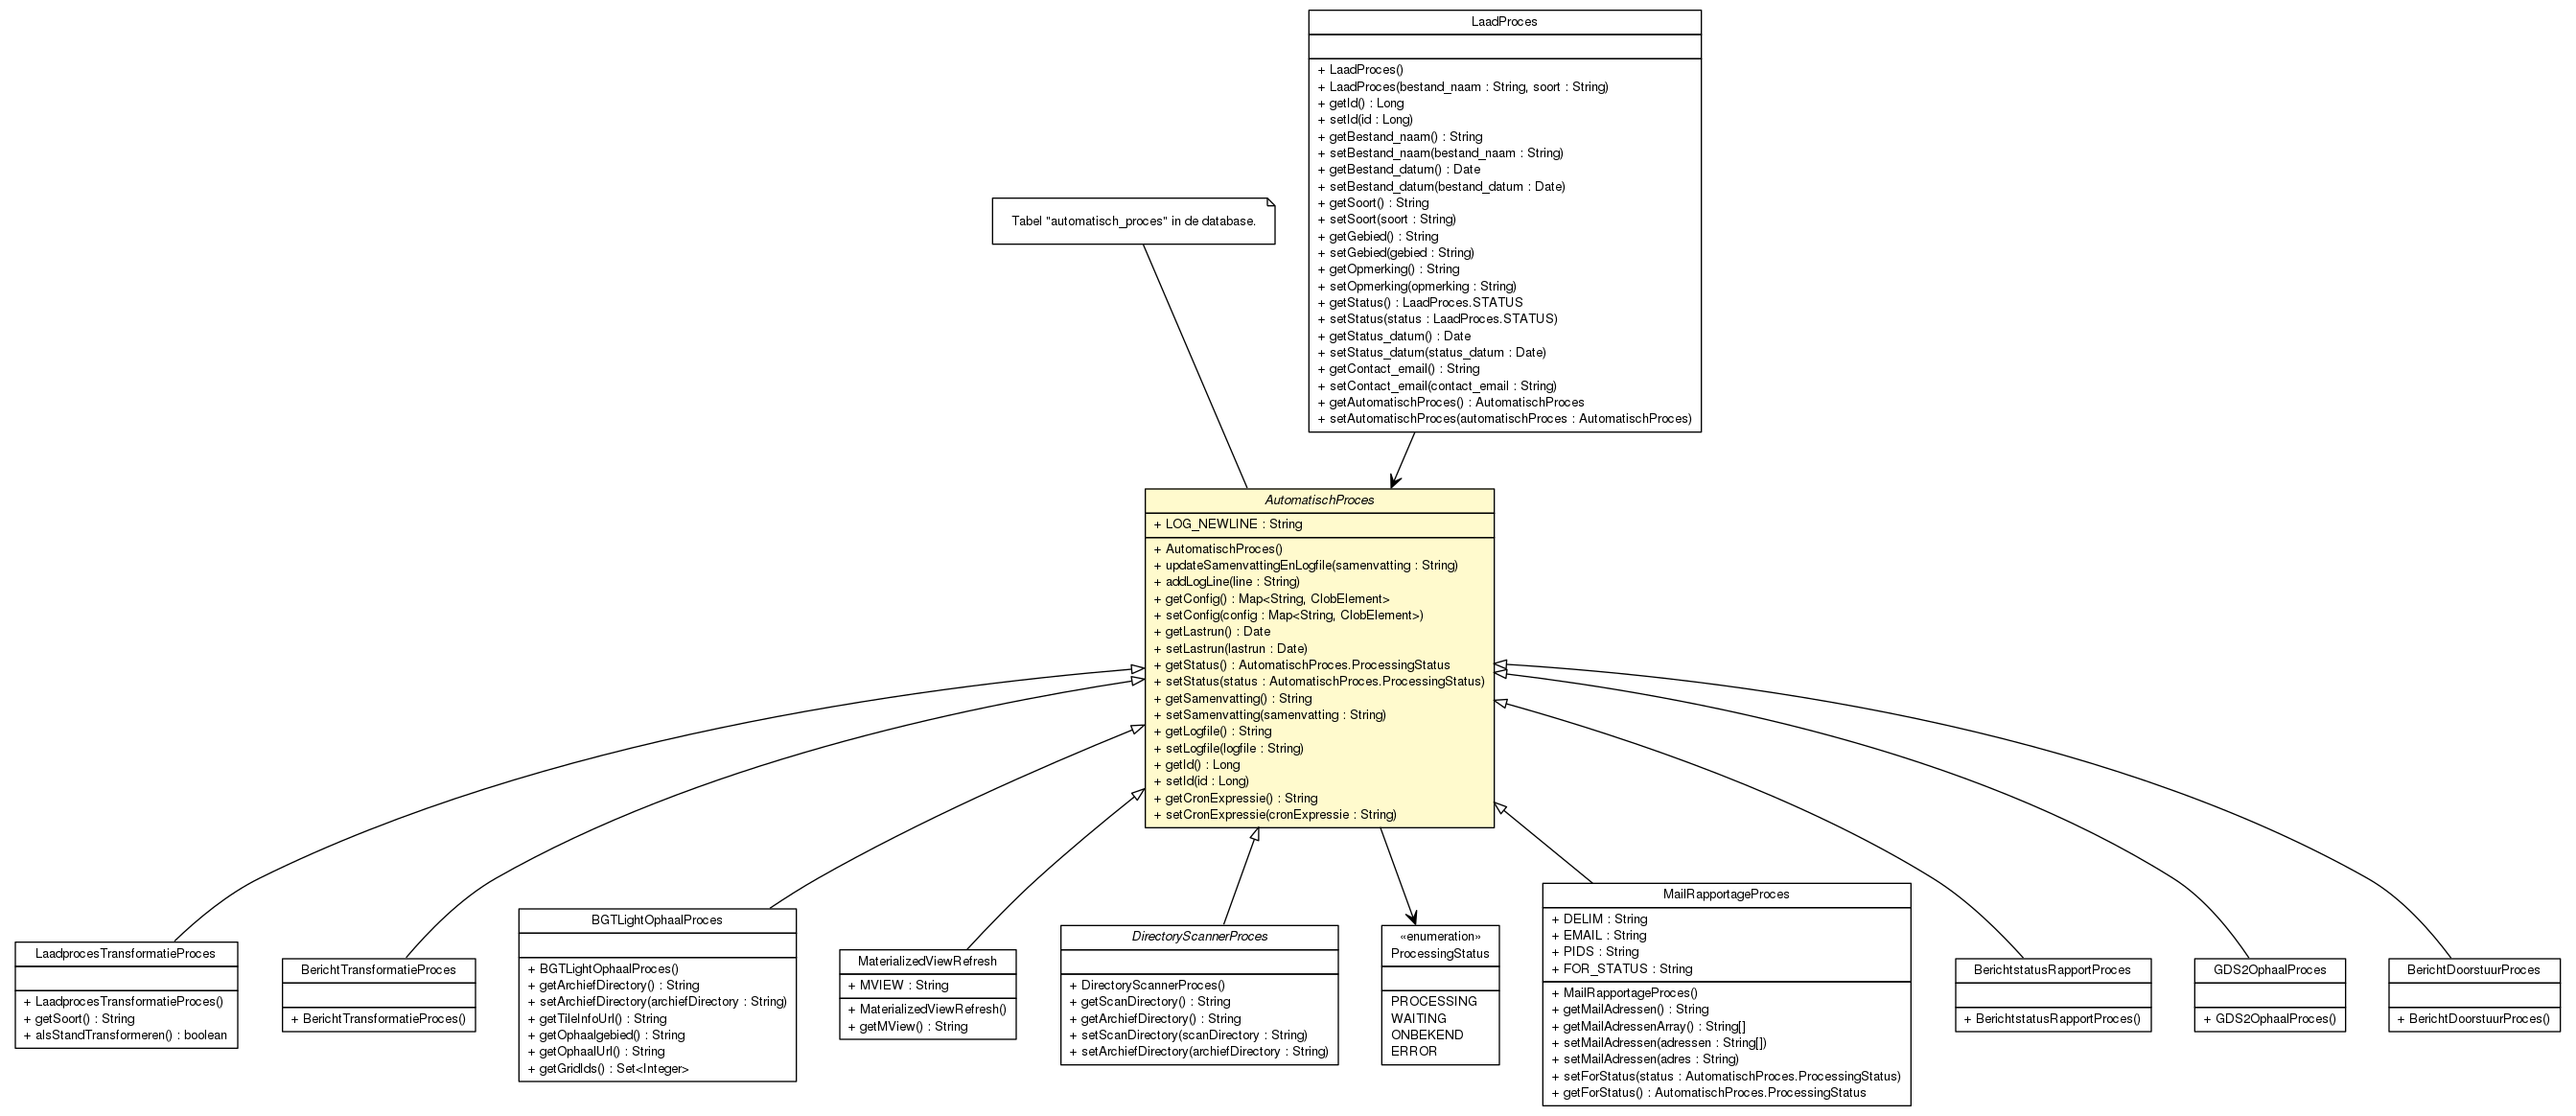 LaadProces
+ LaadProces()
+ LaadProces(bestand_naam : String, soort : String)
+ getId() : Long
+ setId(id : Long)
+ getBestand_naam() : String
+ setBestand_naam(bestand_naam : String)
+ getBestand_datum() : Date
+ setBestand_datum(bestand_datum : Date)
+ getSoort() : String
+ setSoort(soort : String)
+ getGebied() : String
+ setGebied(gebied : String)
+ getOpmerking() : String
+ setOpmerking(opmerking : String)
+ getStatus() : LaadProces.STATUS
+ setStatus(status : LaadProces.STATUS)
+ getStatus_datum() : Date
+ setStatus_datum(status_datum : Date)
+ getContact_email() : String
+ setContact_email(contact_email : String)
+ getAutomatischProces() : AutomatischProces
+ setAutomatischProces(automatischProces : AutomatischProces)
Tabel "automatisch_proces" in de database.
AutomatischProces
+ LOG_NEWLINE : String
+ AutomatischProces()
+ updateSamenvattingEnLogfile(samenvatting : String)
+ addLogLine(line : String)
+ getConfig() : Map<String, ClobElement>
+ setConfig(config : Map<String, ClobElement>)
+ getLastrun() : Date
+ setLastrun(lastrun : Date)
+ getStatus() : AutomatischProces.ProcessingStatus
+ setStatus(status : AutomatischProces.ProcessingStatus)
+ getSamenvatting() : String
+ setSamenvatting(samenvatting : String)
+ getLogfile() : String
+ setLogfile(logfile : String)
+ getId() : Long
+ setId(id : Long)
+ getCronExpressie() : String
+ setCronExpressie(cronExpressie : String)
LaadprocesTransformatieProces
+ LaadprocesTransformatieProces()
+ getSoort() : String
+ alsStandTransformeren() : boolean
BerichtTransformatieProces
+ BerichtTransformatieProces()
BGTLightOphaalProces
+ BGTLightOphaalProces()
+ getArchiefDirectory() : String
+ setArchiefDirectory(archiefDirectory : String)
+ getTileInfoUrl() : String
+ getOphaalgebied() : String
+ getOphaalUrl() : String
+ getGridIds() : Set<Integer>
MaterializedViewRefresh
+ MVIEW : String
+ MaterializedViewRefresh()
+ getMView() : String
DirectoryScannerProces
+ DirectoryScannerProces()
+ getScanDirectory() : String
+ getArchiefDirectory() : String
+ setScanDirectory(scanDirectory : String)
+ setArchiefDirectory(archiefDirectory : String)
«enumeration»
ProcessingStatus
PROCESSING
WAITING
ONBEKEND
ERROR
MailRapportageProces
+ DELIM : String
+ EMAIL : String
+ PIDS : String
+ FOR_STATUS : String
+ MailRapportageProces()
+ getMailAdressen() : String
+ getMailAdressenArray() : String[]
+ setMailAdressen(adressen : String[])
+ setMailAdressen(adres : String)
+ setForStatus(status : AutomatischProces.ProcessingStatus)
+ getForStatus() : AutomatischProces.ProcessingStatus
BerichtstatusRapportProces
+ BerichtstatusRapportProces()
GDS2OphaalProces
+ GDS2OphaalProces()
BerichtDoorstuurProces
+ BerichtDoorstuurProces()